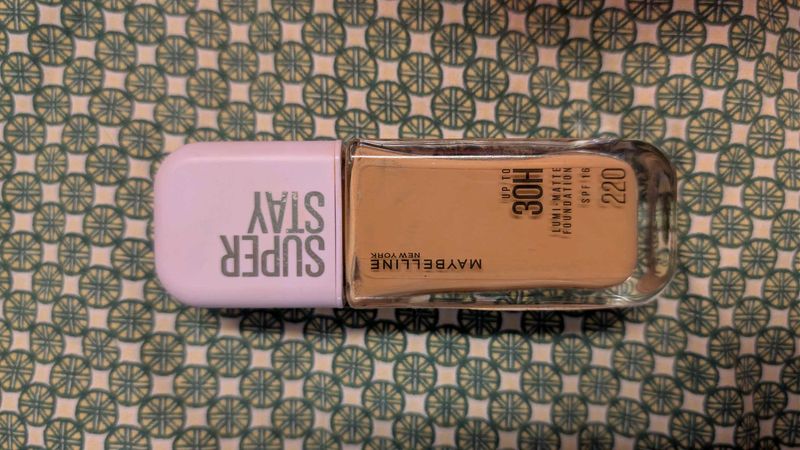 SUPER
STAY
MAYBELLINE
NEW YORK
UP TO
30H
LUMI-MATTE
FOUNDATION
SPF 16
220